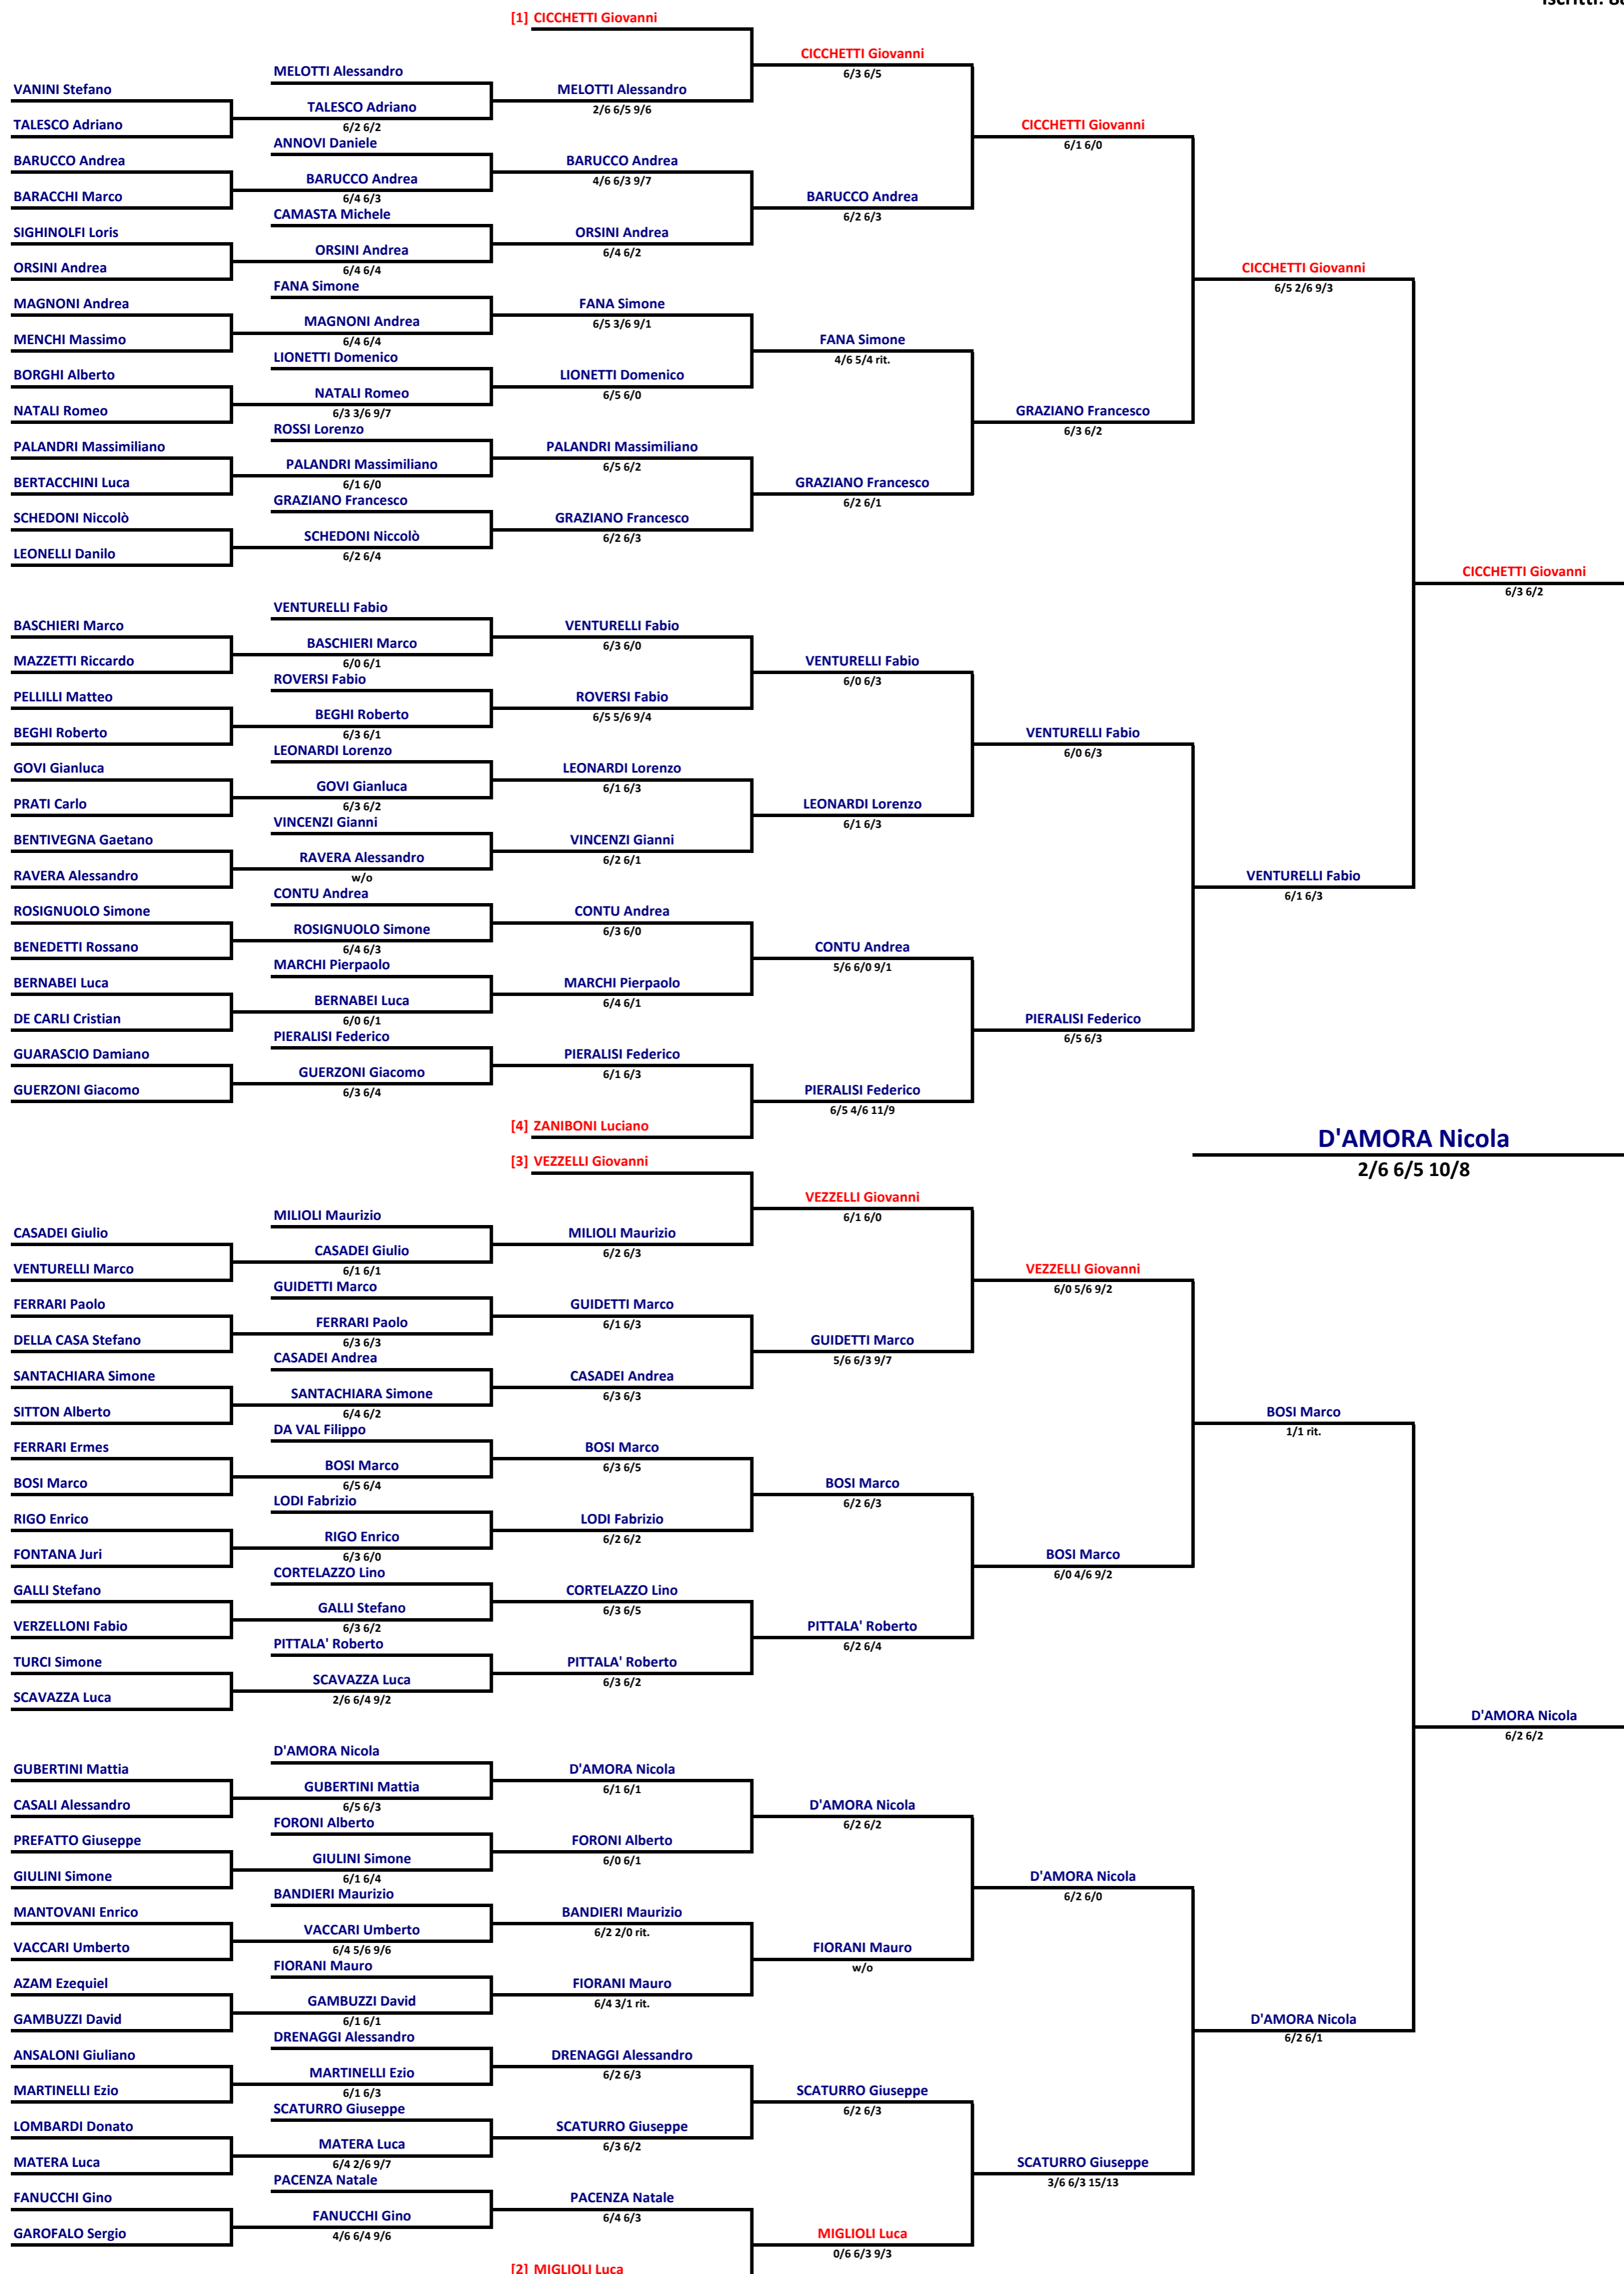 Iscritti: 8
[1] CICCHETTI Giovanni
CICCHETTI Giovanni
6/3 6/5
MELOTTI Alessandro
VANINI Stefano
MELOTTI Alessandro
2/6 6/5 9/6
TALESCO Adriano
6/2 6/2
TALESCO Adriano
CICCHETTI Giovanni
6/1 6/0
ANNOVI Daniele
BARUCCO Andrea
BARUCCO Andrea
4/6 6/3 9/7
BARUCCO Andrea
6/4 6/3
BARACCHI Marco
BARUCCO Andrea
6/2 6/3
CAMASTA Michele
SIGHINOLFI Loris
ORSINI Andrea
6/4 6/2
ORSINI Andrea
6/4 6/4
ORSINI Andrea
CICCHETTI Giovanni
6/5 2/6 9/3
FANA Simone
MAGNONI Andrea
FANA Simone
6/5 3/6 9/1
MAGNONI Andrea
6/4 6/4
MENCHI Massimo
FANA Simone
4/6 5/4 rit.
LIONETTI Domenico
BORGHI Alberto
LIONETTI Domenico
6/5 6/0
NATALI Romeo
6/3 3/6 9/7
NATALI Romeo
GRAZIANO Francesco
6/3 6/2
ROSSI Lorenzo
PALANDRI Massimiliano
PALANDRI Massimiliano
6/5 6/2
PALANDRI Massimiliano
6/1 6/0
BERTACCHINI Luca
GRAZIANO Francesco
6/2 6/1
GRAZIANO Francesco
SCHEDONI Niccolò
GRAZIANO Francesco
6/2 6/3
SCHEDONI Niccolò
6/2 6/4
LEONELLI Danilo
CICCHETTI Giovanni
6/3 6/2
VENTURELLI Fabio
BASCHIERI Marco
VENTURELLI Fabio
6/3 6/0
BASCHIERI Marco
6/0 6/1
MAZZETTI Riccardo
VENTURELLI Fabio
6/0 6/3
ROVERSI Fabio
PELLILLI Matteo
ROVERSI Fabio
6/5 5/6 9/4
BEGHI Roberto
6/3 6/1
BEGHI Roberto
VENTURELLI Fabio
6/0 6/3
LEONARDI Lorenzo
GOVI Gianluca
LEONARDI Lorenzo
6/1 6/3
GOVI Gianluca
6/3 6/2
PRATI Carlo
LEONARDI Lorenzo
6/1 6/3
VINCENZI Gianni
BENTIVEGNA Gaetano
VINCENZI Gianni
6/2 6/1
RAVERA Alessandro
w/o
RAVERA Alessandro
VENTURELLI Fabio
6/1 6/3
CONTU Andrea
ROSIGNUOLO Simone
CONTU Andrea
6/3 6/0
ROSIGNUOLO Simone
6/4 6/3
BENEDETTI Rossano
CONTU Andrea
5/6 6/0 9/1
MARCHI Pierpaolo
BERNABEI Luca
MARCHI Pierpaolo
6/4 6/1
BERNABEI Luca
6/0 6/1
DE CARLI Cristian
PIERALISI Federico
6/5 6/3
PIERALISI Federico
GUARASCIO Damiano
PIERALISI Federico
6/1 6/3
GUERZONI Giacomo
6/3 6/4
GUERZONI Giacomo
PIERALISI Federico
6/5 4/6 11/9
[4] ZANIBONI Luciano
D'AMORA Nicola
2/6 6/5 10/8
[3] VEZZELLI Giovanni
VEZZELLI Giovanni
6/1 6/0
MILIOLI Maurizio
CASADEI Giulio
MILIOLI Maurizio
6/2 6/3
CASADEI Giulio
6/1 6/1
VENTURELLI Marco
VEZZELLI Giovanni
6/0 5/6 9/2
GUIDETTI Marco
FERRARI Paolo
GUIDETTI Marco
6/1 6/3
FERRARI Paolo
6/3 6/3
DELLA CASA Stefano
GUIDETTI Marco
5/6 6/3 9/7
CASADEI Andrea
SANTACHIARA Simone
CASADEI Andrea
6/3 6/3
SANTACHIARA Simone
6/4 6/2
SITTON Alberto
BOSI Marco
1/1 rit.
DA VAL Filippo
FERRARI Ermes
BOSI Marco
6/3 6/5
BOSI Marco
6/5 6/4
BOSI Marco
BOSI Marco
6/2 6/3
LODI Fabrizio
RIGO Enrico
LODI Fabrizio
6/2 6/2
RIGO Enrico
6/3 6/0
FONTANA Juri
BOSI Marco
6/0 4/6 9/2
CORTELAZZO Lino
GALLI Stefano
CORTELAZZO Lino
6/3 6/5
GALLI Stefano
6/3 6/2
VERZELLONI Fabio
PITTALA' Roberto
6/2 6/4
PITTALA' Roberto
TURCI Simone
PITTALA' Roberto
6/3 6/2
SCAVAZZA Luca
2/6 6/4 9/2
SCAVAZZA Luca
D'AMORA Nicola
6/2 6/2
D'AMORA Nicola
GUBERTINI Mattia
D'AMORA Nicola
6/1 6/1
GUBERTINI Mattia
6/5 6/3
CASALI Alessandro
D'AMORA Nicola
6/2 6/2
FORONI Alberto
PREFATTO Giuseppe
FORONI Alberto
6/0 6/1
GIULINI Simone
6/1 6/4
GIULINI Simone
D'AMORA Nicola
6/2 6/0
BANDIERI Maurizio
MANTOVANI Enrico
BANDIERI Maurizio
6/2 2/0 rit.
VACCARI Umberto
6/4 5/6 9/6
VACCARI Umberto
FIORANI Mauro
w/o
FIORANI Mauro
AZAM Ezequiel
FIORANI Mauro
6/4 3/1 rit.
GAMBUZZI David
6/1 6/1
GAMBUZZI David
D'AMORA Nicola
6/2 6/1
DRENAGGI Alessandro
ANSALONI Giuliano
DRENAGGI Alessandro
6/2 6/3
MARTINELLI Ezio
6/1 6/3
MARTINELLI Ezio
SCATURRO Giuseppe
6/2 6/3
SCATURRO Giuseppe
LOMBARDI Donato
SCATURRO Giuseppe
6/3 6/2
MATERA Luca
6/4 2/6 9/7
MATERA Luca
SCATURRO Giuseppe
3/6 6/3 15/13
PACENZA Natale
FANUCCHI Gino
PACENZA Natale
6/4 6/3
FANUCCHI Gino
4/6 6/4 9/6
GAROFALO Sergio
MIGLIOLI Luca
0/6 6/3 9/3
[2] MIGLIOLI Luca